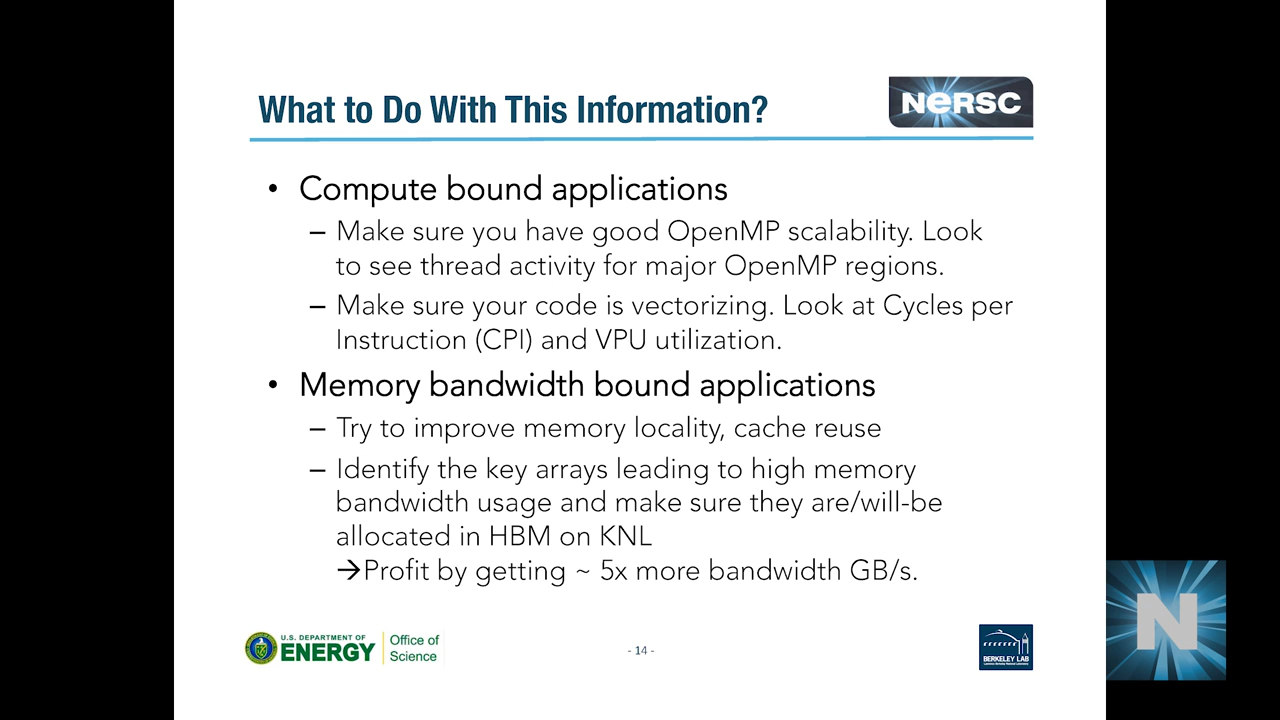 What to Do With This Information?
NERSC
• Compute bound applications
– Make sure you have good OpenMP scalability. Look
to see thread activity for major OpenMP regions.
– Make sure your code is vectorizing. Look at Cycles per
Instruction (CPI) and VPU utilization.
• Memory bandwidth bound applications
– Try to improve memory locality, cache reuse
– Identify the key arrays leading to high memory
bandwidth usage and make sure they are/will-be
allocated in HBM on KNL
→Profit by getting ~ 5x more bandwidth GB/s.
U.S. DEPARTMENT OF
ENERGY
Office of
Science
- 14 -
BERKELEY LAB
N